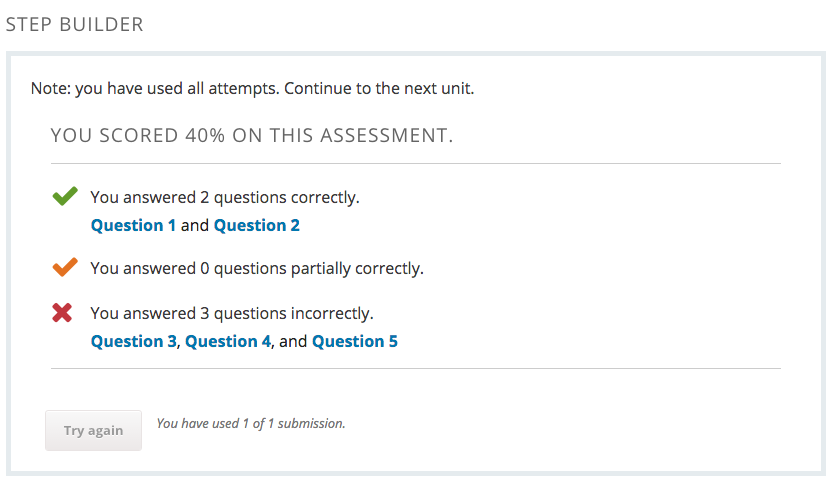 STEP BUILDER
Note: you have used all attempts. Continue to the next unit.
YOU SCORED 40% ON THIS ASSESSMENT.
You answered 2 questions correctly.
Question 1 and Question 2
You answered 0 questions partially correctly.
You answered 3 questions incorrectly.
Question 3, Question 4, and Question 5
Try again
You have used 1 of 1 submission.